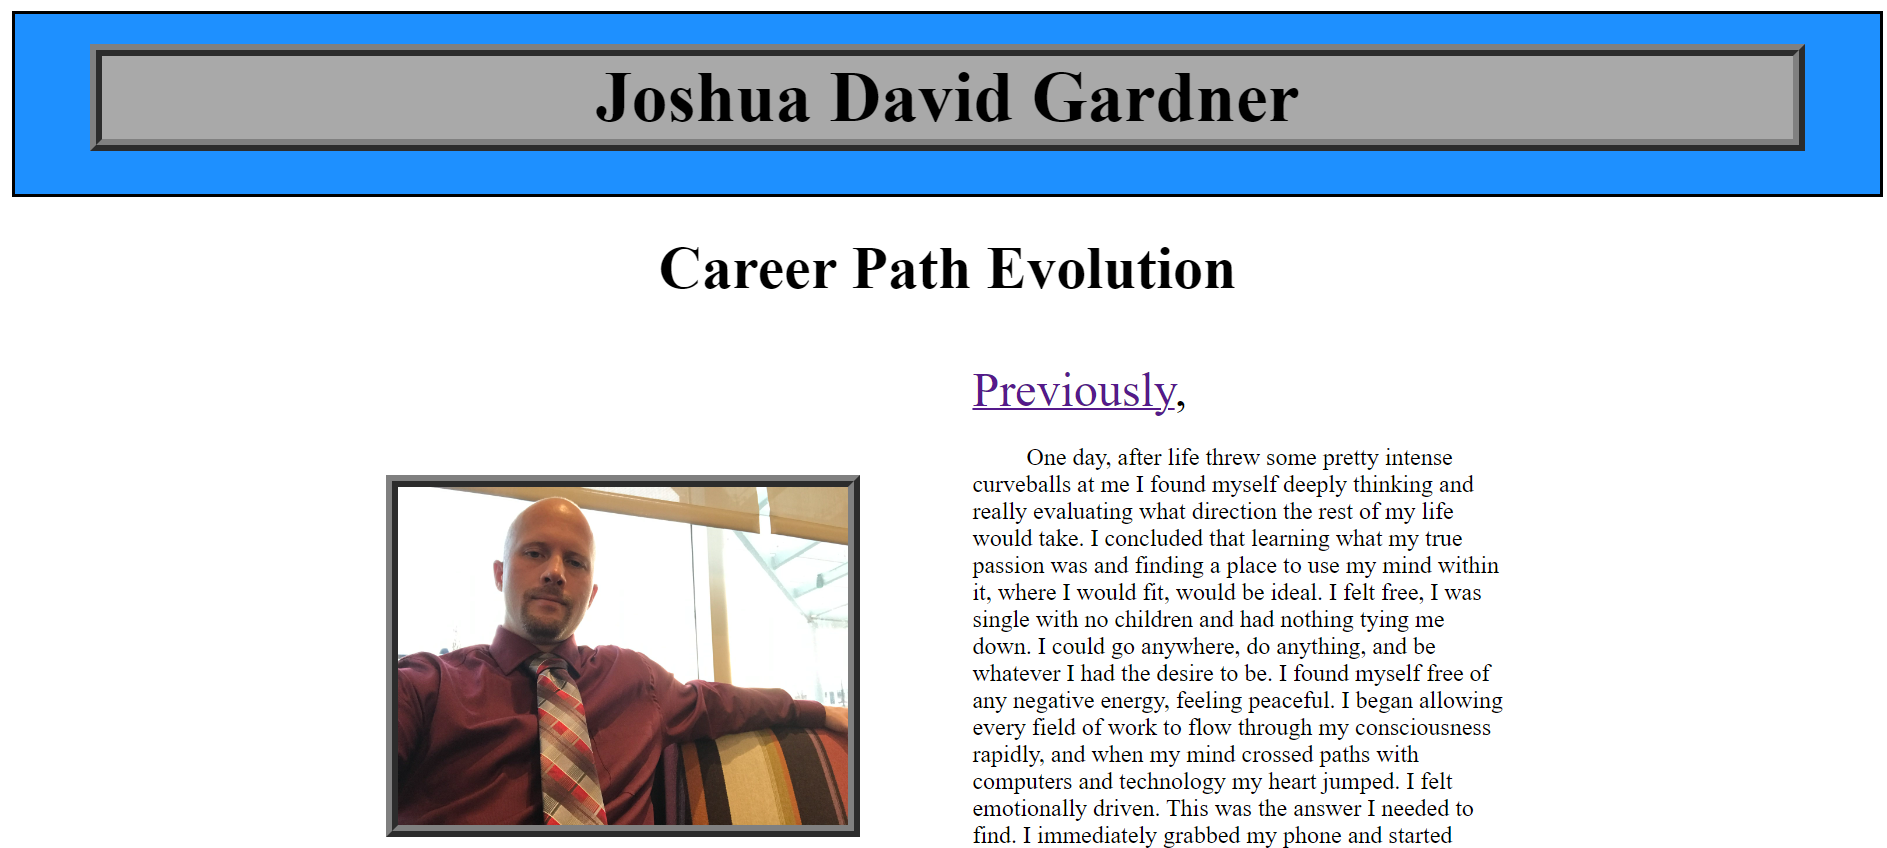 Joshua David Gardner
Career Path Evolution
Previously,
One day, after life threw some pretty intense
curveballs at me I found myself deeply thinking and
really evaluating what direction the rest of my life
would take. I concluded that learning what my true
passion was and finding a place to use my mind within
it, where I would fit, would be ideal. I felt free, I was
single with no children and had nothing tying me
down. I could go anywhere, do anything, and be
whatever I had the desire to be. I found myself free of
any negative energy, feeling peaceful. I began allowing
every field of work to flow through my consciousness
rapidly, and when my mind crossed paths with
computers and technology my heart jumped. I felt
emotionally driven. This was the answer I needed to
find. I immediately grabbed my phone and started